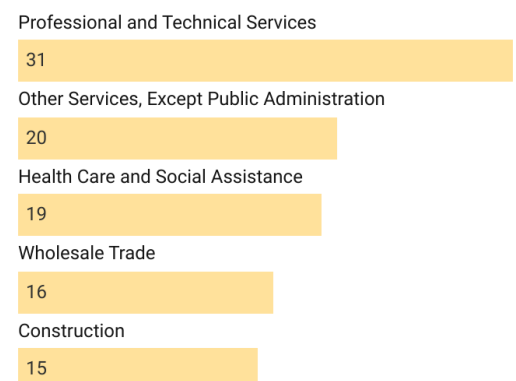 Professional and Technical Services
31
Other Services, Except Public Administration
20
Health Care and Social Assistance
19
Wholesale Trade
16
Construction
15